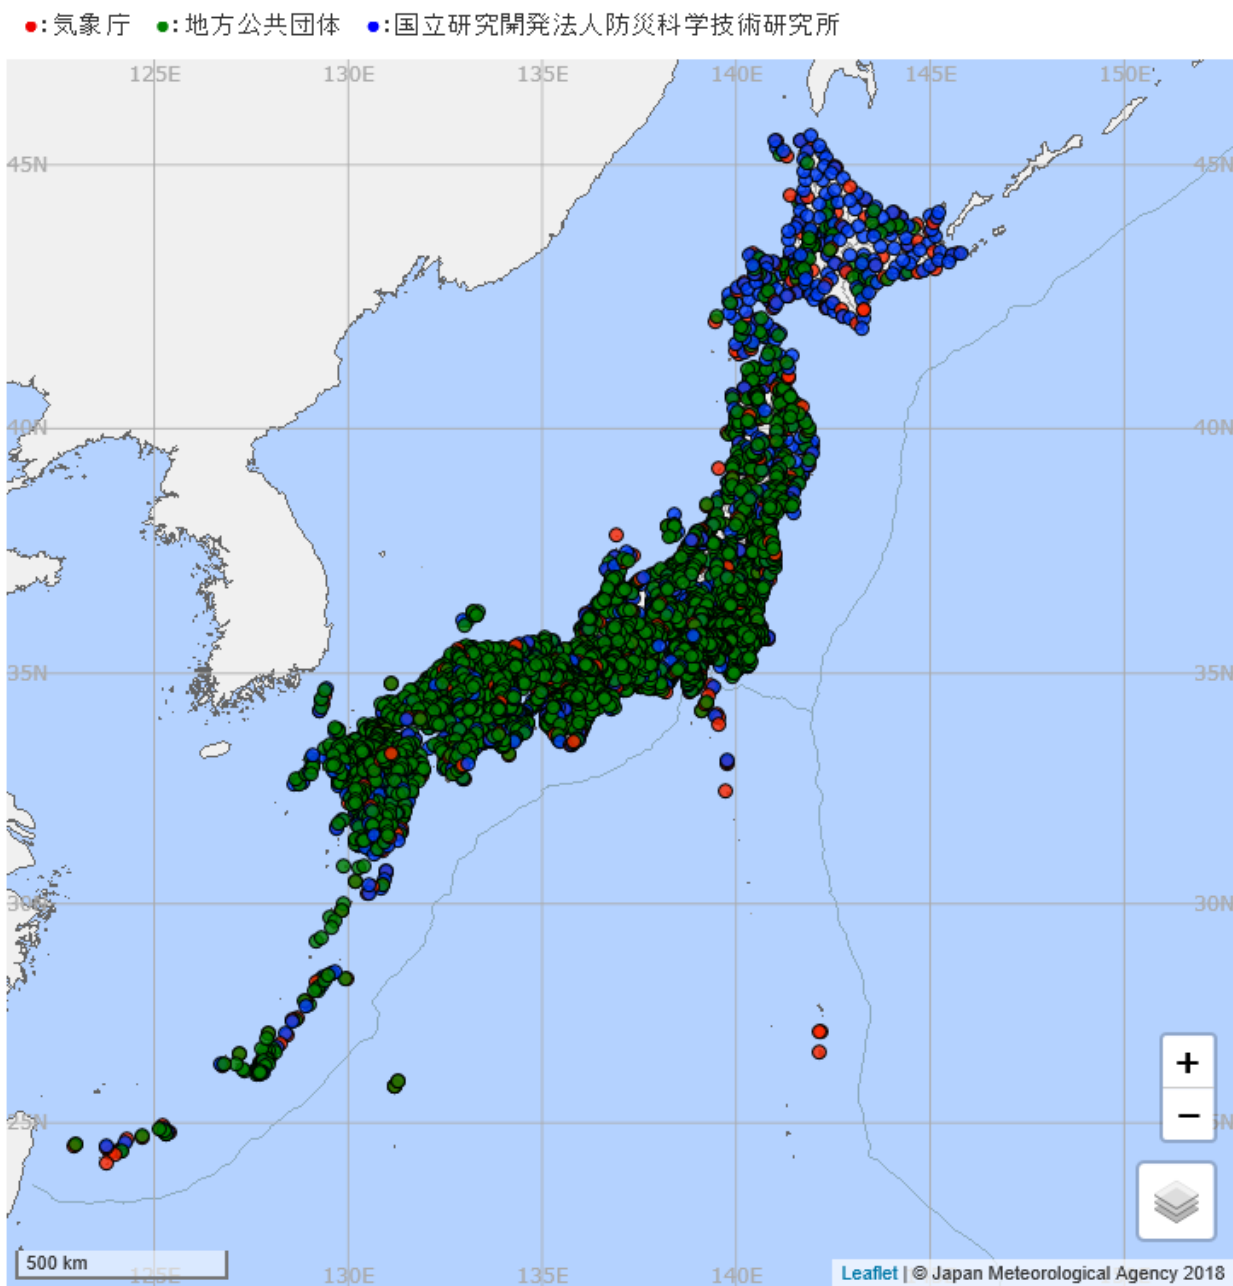 ●：気象庁 ●：地方公共団体 ●：国立研究開発法人防災科学技術研究所
125E 130E 135E 140E 145E 150E
45N 45N
40N 40N
35N 35N
30N 30N
+
25N 5N
−
500 km
125E 130E 135E 140E
Leaflet | © Japan Meteorological Agency 2018